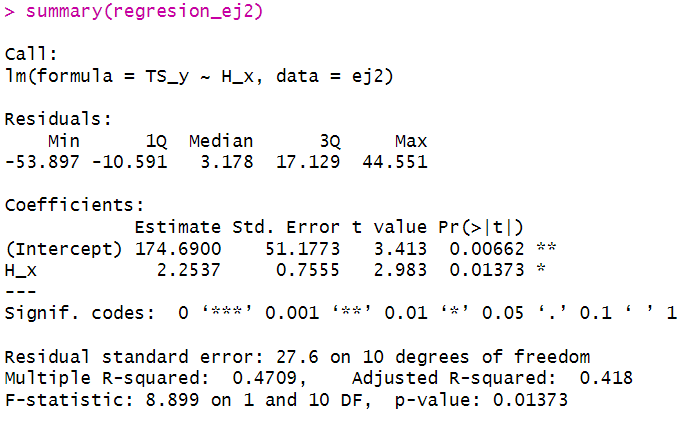 > summary(regresion_ej2)
Call:
lm(formula = TS_y ~ H_x, data = ej2)
Residuals:
    Min      1Q  Median      3Q     Max
-53.897 -10.591   3.178  17.129  44.551
Coefficients:
            Estimate Std. Error t value Pr(>|t|)
(Intercept) 174.6900    51.1773   3.413  0.00662 **
H_x           2.2537     0.7555   2.983  0.01373 *
---
Signif. codes:  0 ‘***’ 0.001 ‘**’ 0.01 ‘*’ 0.05 ‘.’ 0.1 ‘ ’ 1
Residual standard error: 27.6 on 10 degrees of freedom
Multiple R-squared:  0.4709,    Adjusted R-squared:  0.418
F-statistic: 8.899 on 1 and 10 DF,  p-value: 0.01373